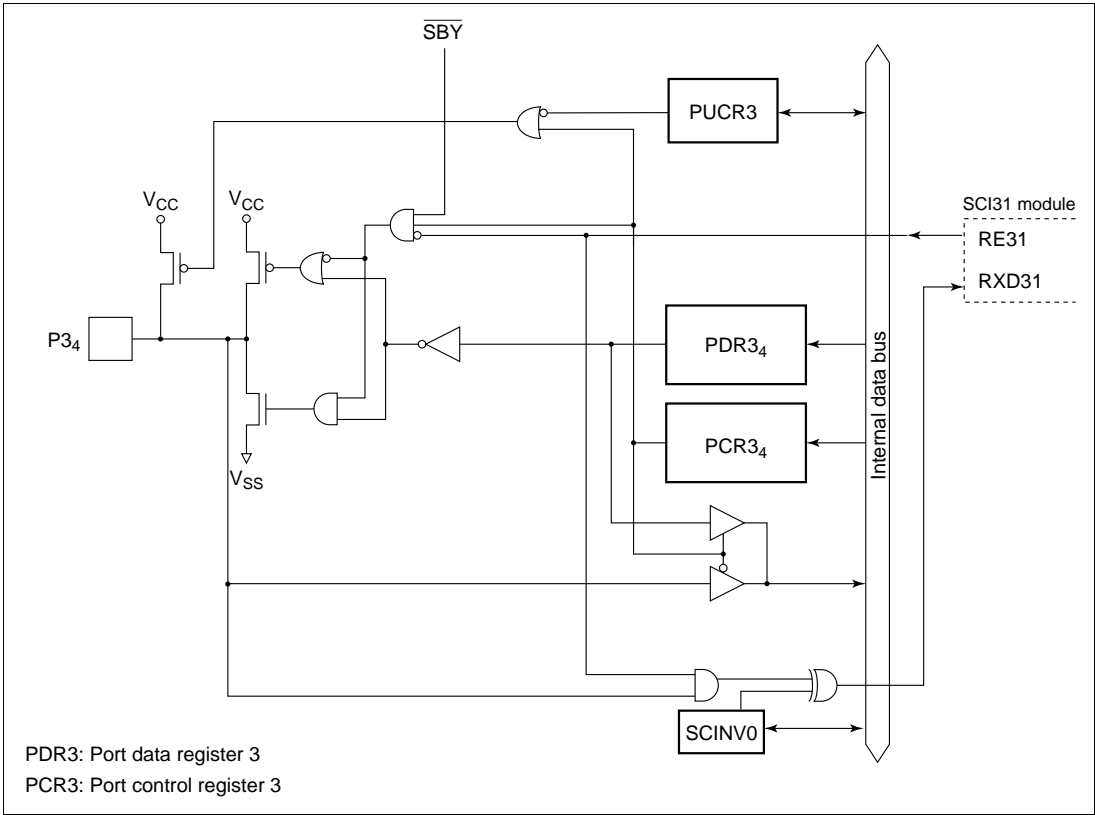 SBY
PUCR3
VCC
VCC
SCI31 module
RE31
RXD31
P34
PDR34
PCR34
Internal data bus
VSS
SCINV0
PDR3: Port data register 3
PCR3: Port control register 3